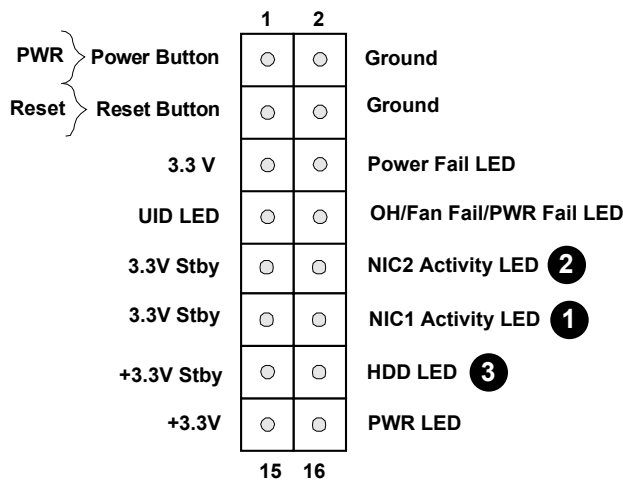 1 2
PWR Power Button Ground
Reset Reset Button Ground
3.3 V Power Fail LED
UID LED OH/Fan Fail/PWR Fail LED
3.3V Stby NIC2 Activity LED 2
3.3V Stby NIC1 Activity LED 1
+3.3V Stby HDD LED 3
+3.3V PWR LED
15 16